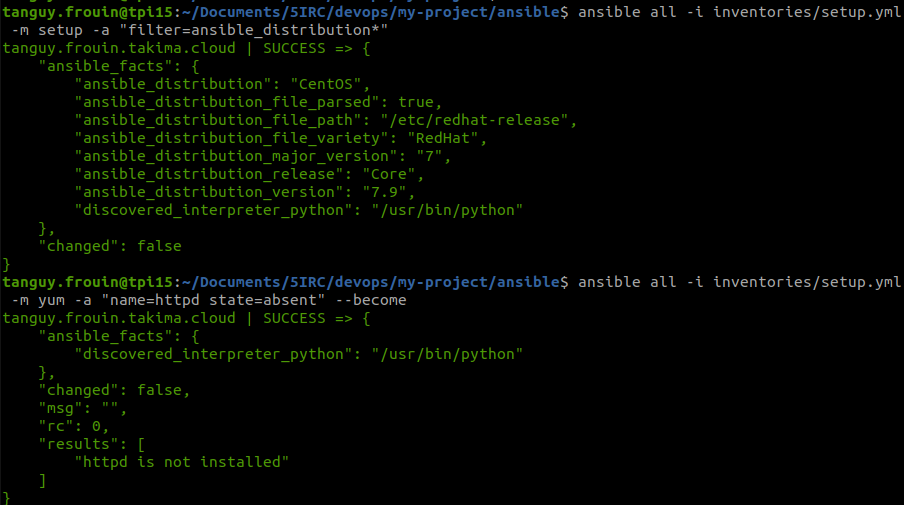 tanguy.frouin@tpi15:~/Documents/5IRC/devops/my-project/ansible$ ansible all -i inventories/setup.yml
 -m setup -a "filter=ansible_distribution*"
tanguy.frouin.takima.cloud | SUCCESS => {
    "ansible_facts": {
        "ansible_distribution": "CentOS",
        "ansible_distribution_file_parsed": true,
        "ansible_distribution_file_path": "/etc/redhat-release",
        "ansible_distribution_file_variety": "RedHat",
        "ansible_distribution_major_version": "7",
        "ansible_distribution_release": "Core",
        "ansible_distribution_version": "7.9",
        "discovered_interpreter_python": "/usr/bin/python"
    },
    "changed": false
}
tanguy.frouin@tpi15:~/Documents/5IRC/devops/my-project/ansible$ ansible all -i inventories/setup.yml
 -m yum -a "name=httpd state=absent" --become
tanguy.frouin.takima.cloud | SUCCESS => {
    "ansible_facts": {
        "discovered_interpreter_python": "/usr/bin/python"
    },
    "changed": false,
    "msg": "",
    "rc": 0,
    "results": [
        "httpd is not installed"
    ]
}